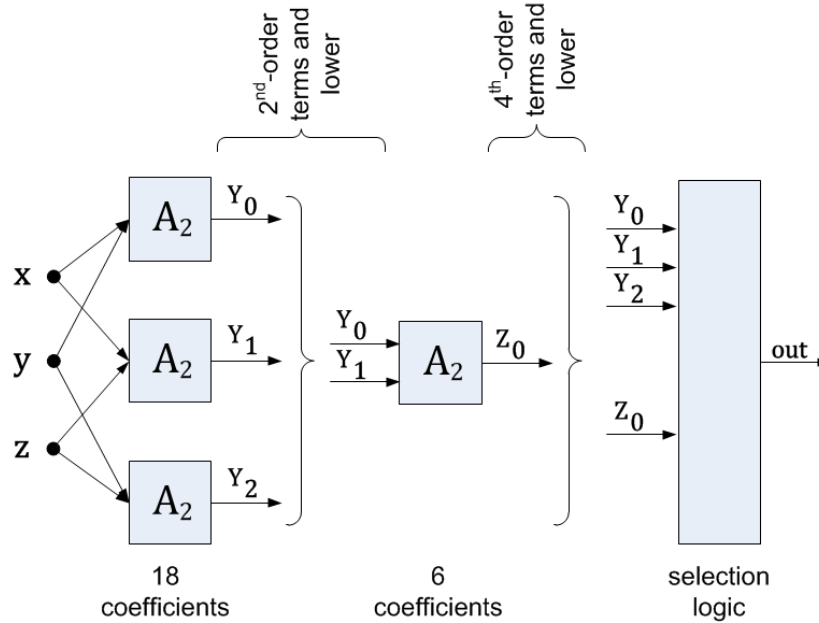 2nd-order
terms and
lower
4th-order
terms and
lower
x
y
z
A2
Y0
A2
Y1
A2
Y2
Y0
Y1
A2
Z0
Y0
Y1
Y2
Z0
out
18
coefficients
6
coefficients
selection
logic